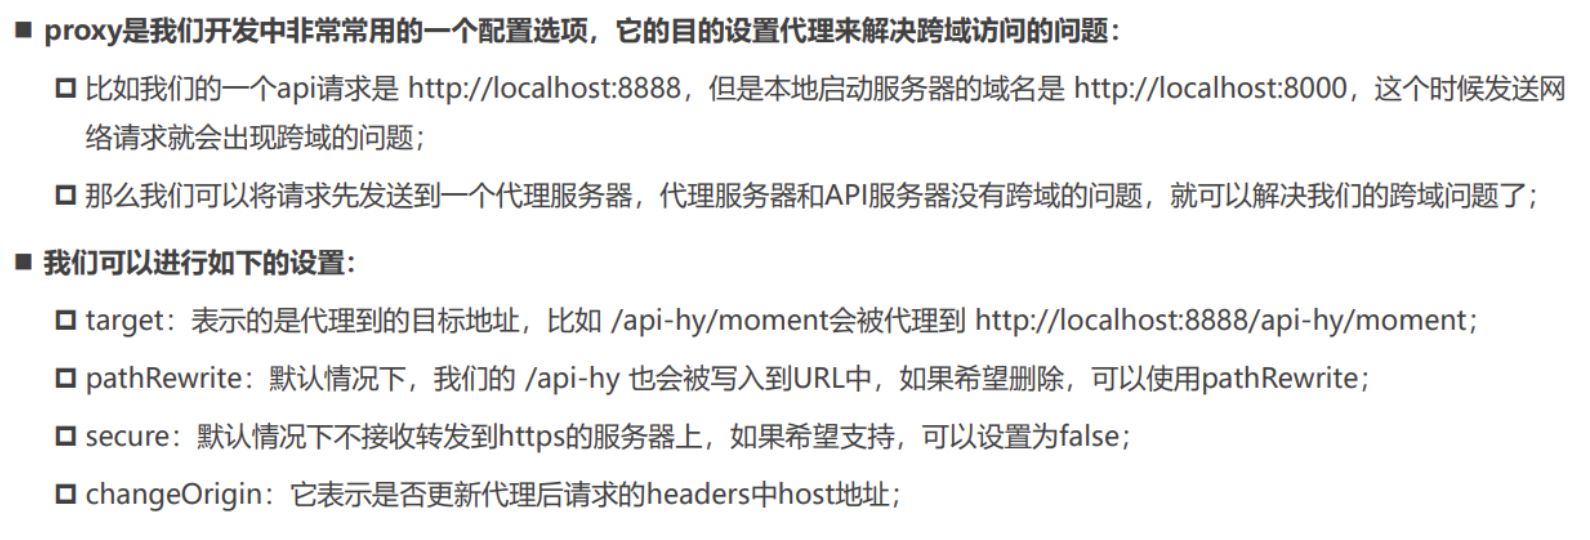 ■ proxy是我们开发中非常常用的一个配置选项，它的目的设置代理来解决跨域访问的问题：
比如我们的一个api请求是 http://localhost:8888，但是本地启动服务器的域名是 http://localhost:8000，这个时候发送网
络请求就会出现跨域的问题；
那么我们可以将请求先发送到一个代理服务器，代理服务器和API服务器没有跨域的问题，就可以解决我们的跨域问题了；
■ 我们可以进行如下的设置：
target：表示的是代理到的目标地址，比如 /api-hy/moment会被代理到 http://localhost:8888/api-hy/moment；
pathRewrite：默认情况下，我们的 /api-hy 也会被写入到URL中，如果希望删除，可以使用pathRewrite；
secure：默认情况下不接收转发到https的服务器上，如果希望支持，可以设置为false；
changeOrigin：它表示是否更新代理后请求的headers中host地址；